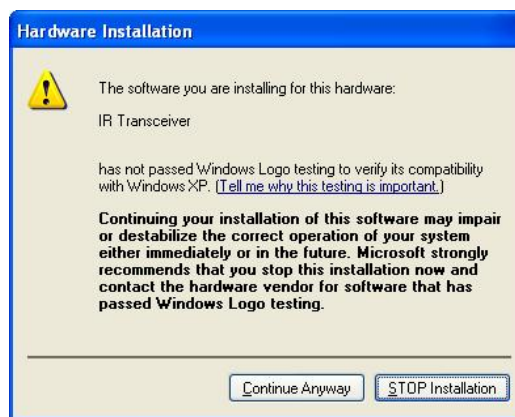 Hardware Installation
The software you are installing for this hardware:
IR Transceiver
has not passed Windows Logo testing to verify its compatibility
with Windows XP. (Tell me why this testing is important.)
Continuing your installation of this software may impair
or destabilize the correct operation of your system
either immediately or in the future. Microsoft strongly
recommends that you stop this installation now and
contact the hardware vendor for software that has
passed Windows Logo testing.
Continue Anyway
STOP Installation